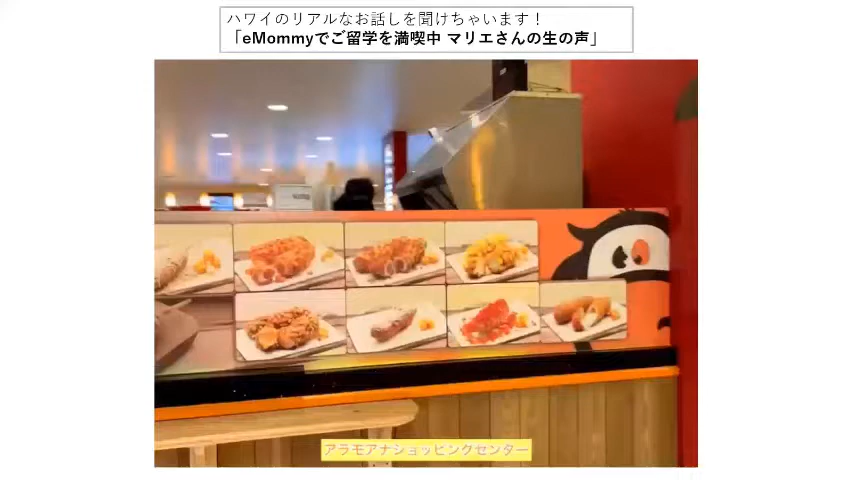 ハワイのリアルなお話しを聞けちゃいます！
「eMommyでご留学を満喫中 マリエさんの生の声」
アラモアナショッピングセンター